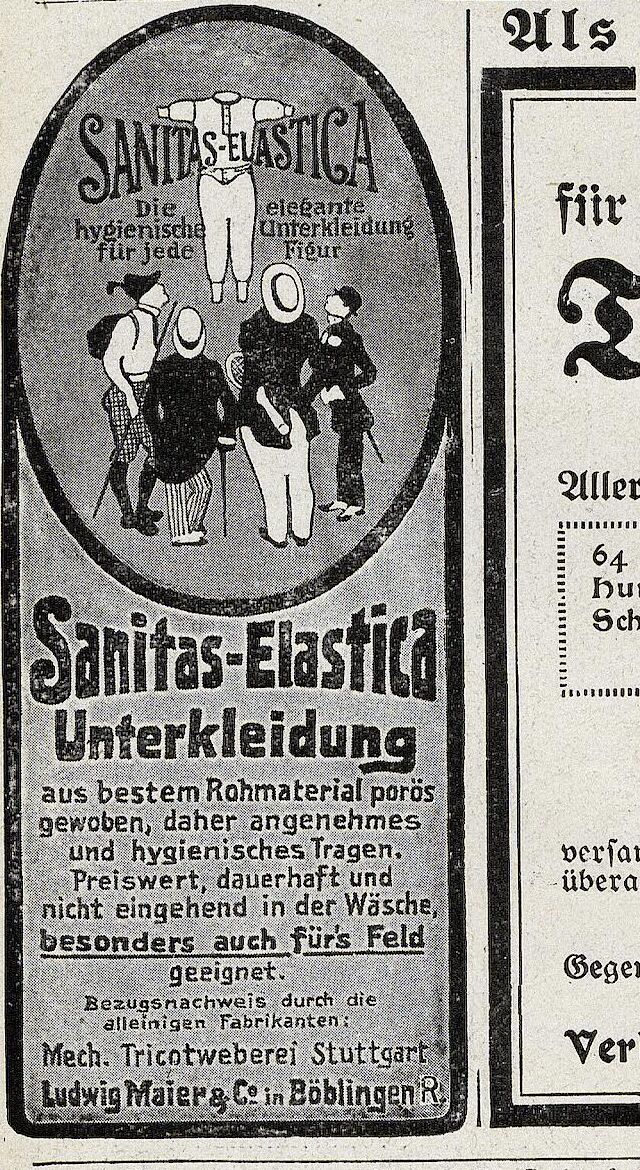 SANITAS-ELASTICA
Die elegante
hygienische Unterkleidung
für jede Figur
Sanitas-Elastica
Unterkleidung
aus bestem Rohmaterial porös
gewoben, daher angenehmes
und hygienisches Tragen.
Preiswert, dauerhaft und
nicht eingehend in der Wäsche,
besonders auch für's Feld
geeignet.
Bezugsnachweis durch die
alleinigen Fabrikanten:
Mech. Tricotweberei Stuttgart
Ludwig Maier & Co in Böblingen R.
Als
für
T
Aller
64
Hu
Sch
versa
übera
Gegen
Ver